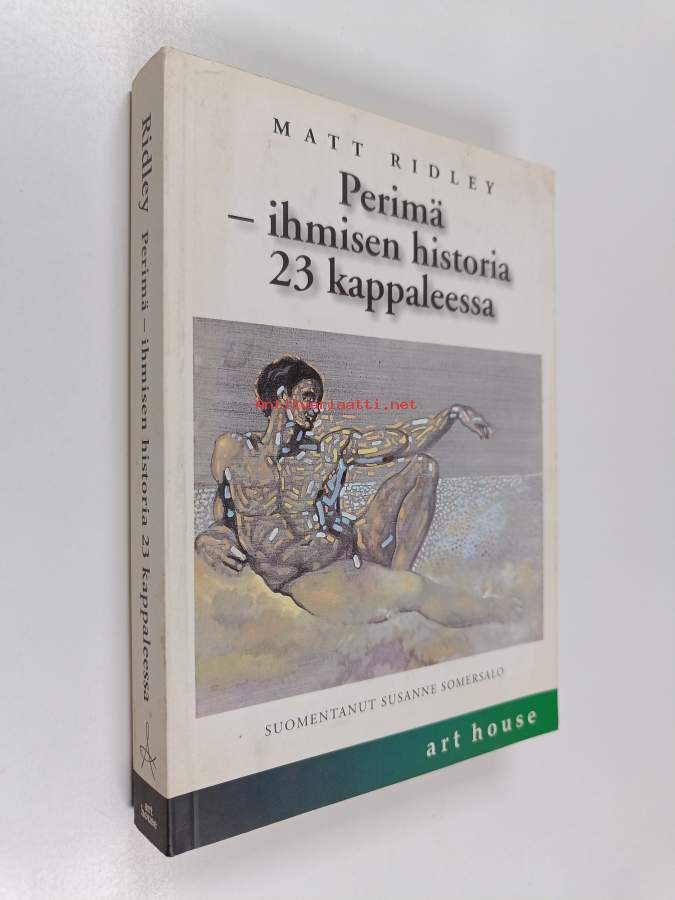 MATT RIDLEY
Perimä
– ihmisen historia
23 kappaleessa
Antikvariaatti.net
SUOMENTANUT SUSANNE SOMERSALO
art house
Ridley Perimä – ihmisen historia 23 kappaleessa
art
house